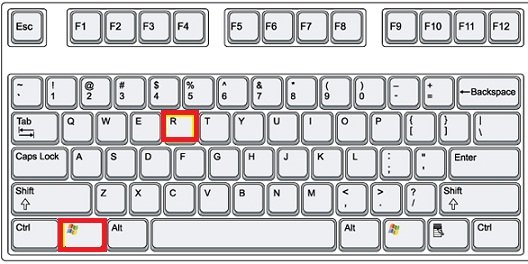 Esc F1 F2 F3 F4 F5 F6 F7 F8 F9 F10 F11 F12
~ ! @ # $ % ^ & * ( ) _ +
` 1 2 3 4 5 6 7 8 9 0 - = ←Backspace
Tab Q W E R T Y U I O P { } |
[ ] \
Caps Lock A S D F G H J K L : " Enter
; '
Shift Z X C V B N M < > ? Shift
, . /
Ctrl Alt Alt Ctrl